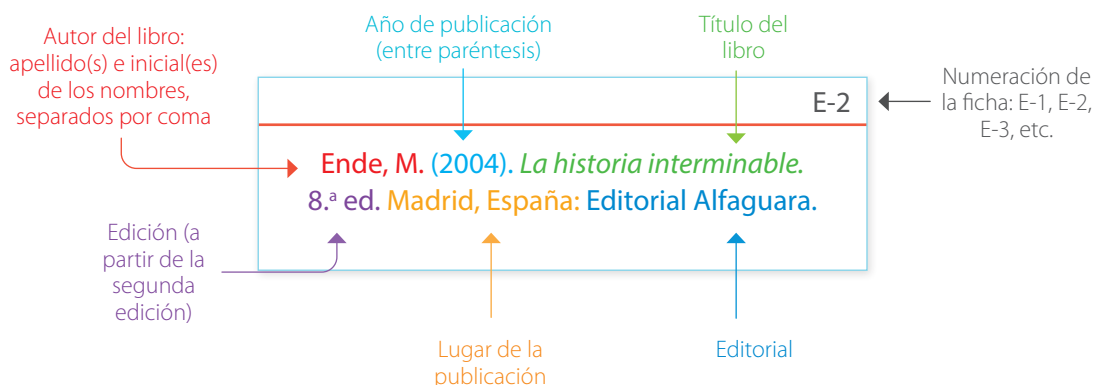 Autor del libro:
apellido(s) e inicial(es)
de los nombres,
separados por coma
Año de publicación
(entre paréntesis)
Título del
libro
Numeración de
la ficha: E-1, E-2,
E-3, etc.
E-2
Ende, M. (2004). La historia interminable.
8.ª ed. Madrid, España: Editorial Alfaguara.
Edición (a
partir de la
segunda
edición)
Lugar de la
publicación
Editorial